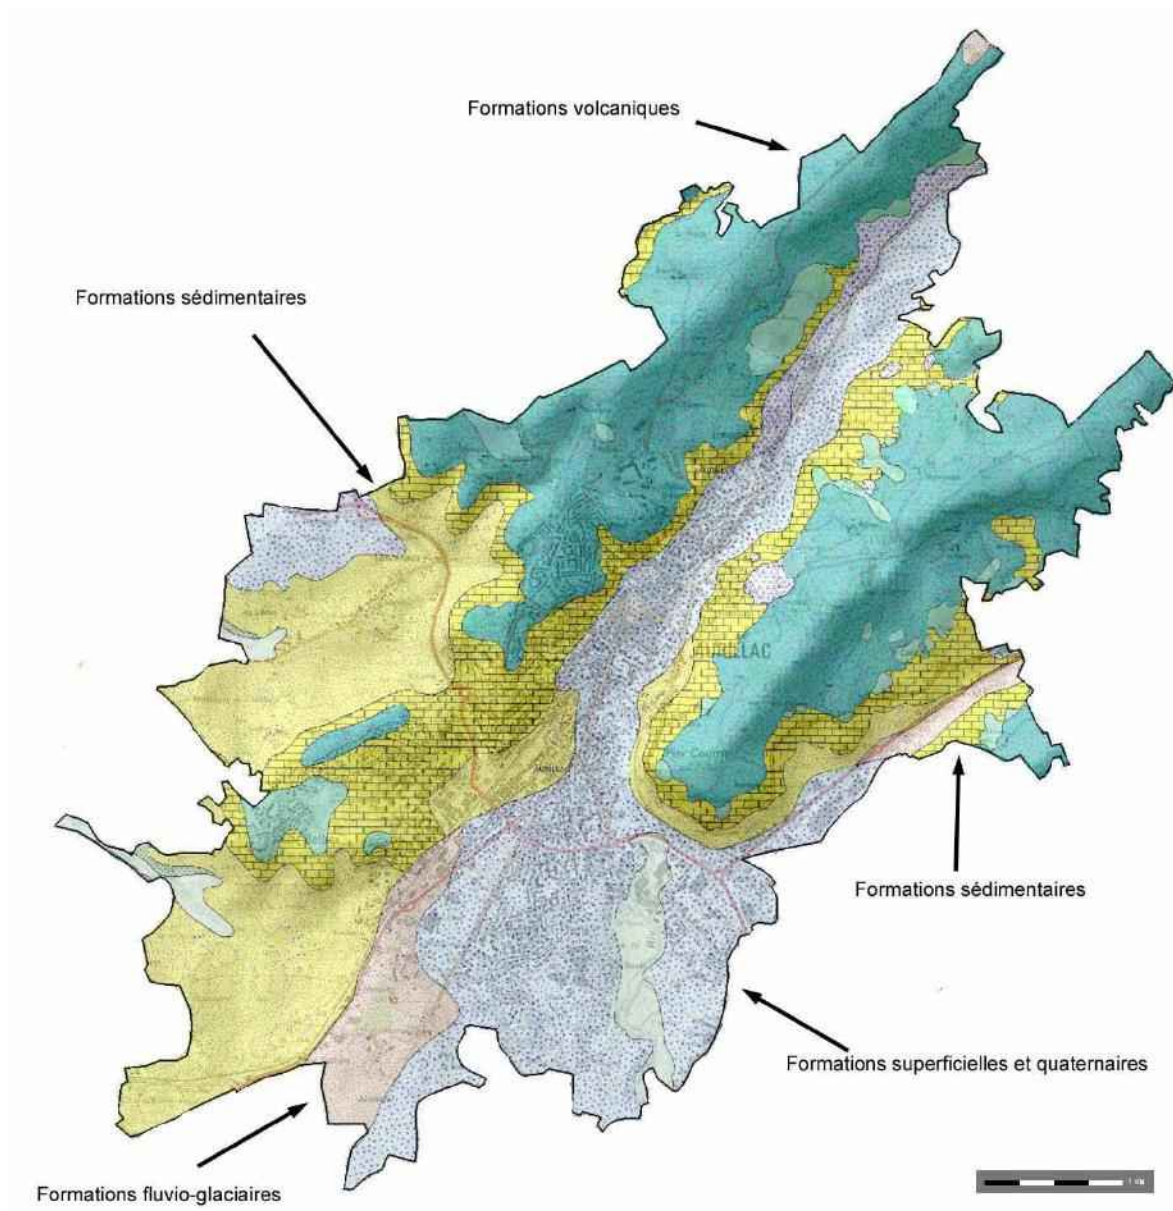 Formations volcaniques
Formations sédimentaires
Formations sédimentaires
Formations superficielles et quaternaires
Formations fluvio-glaciaires